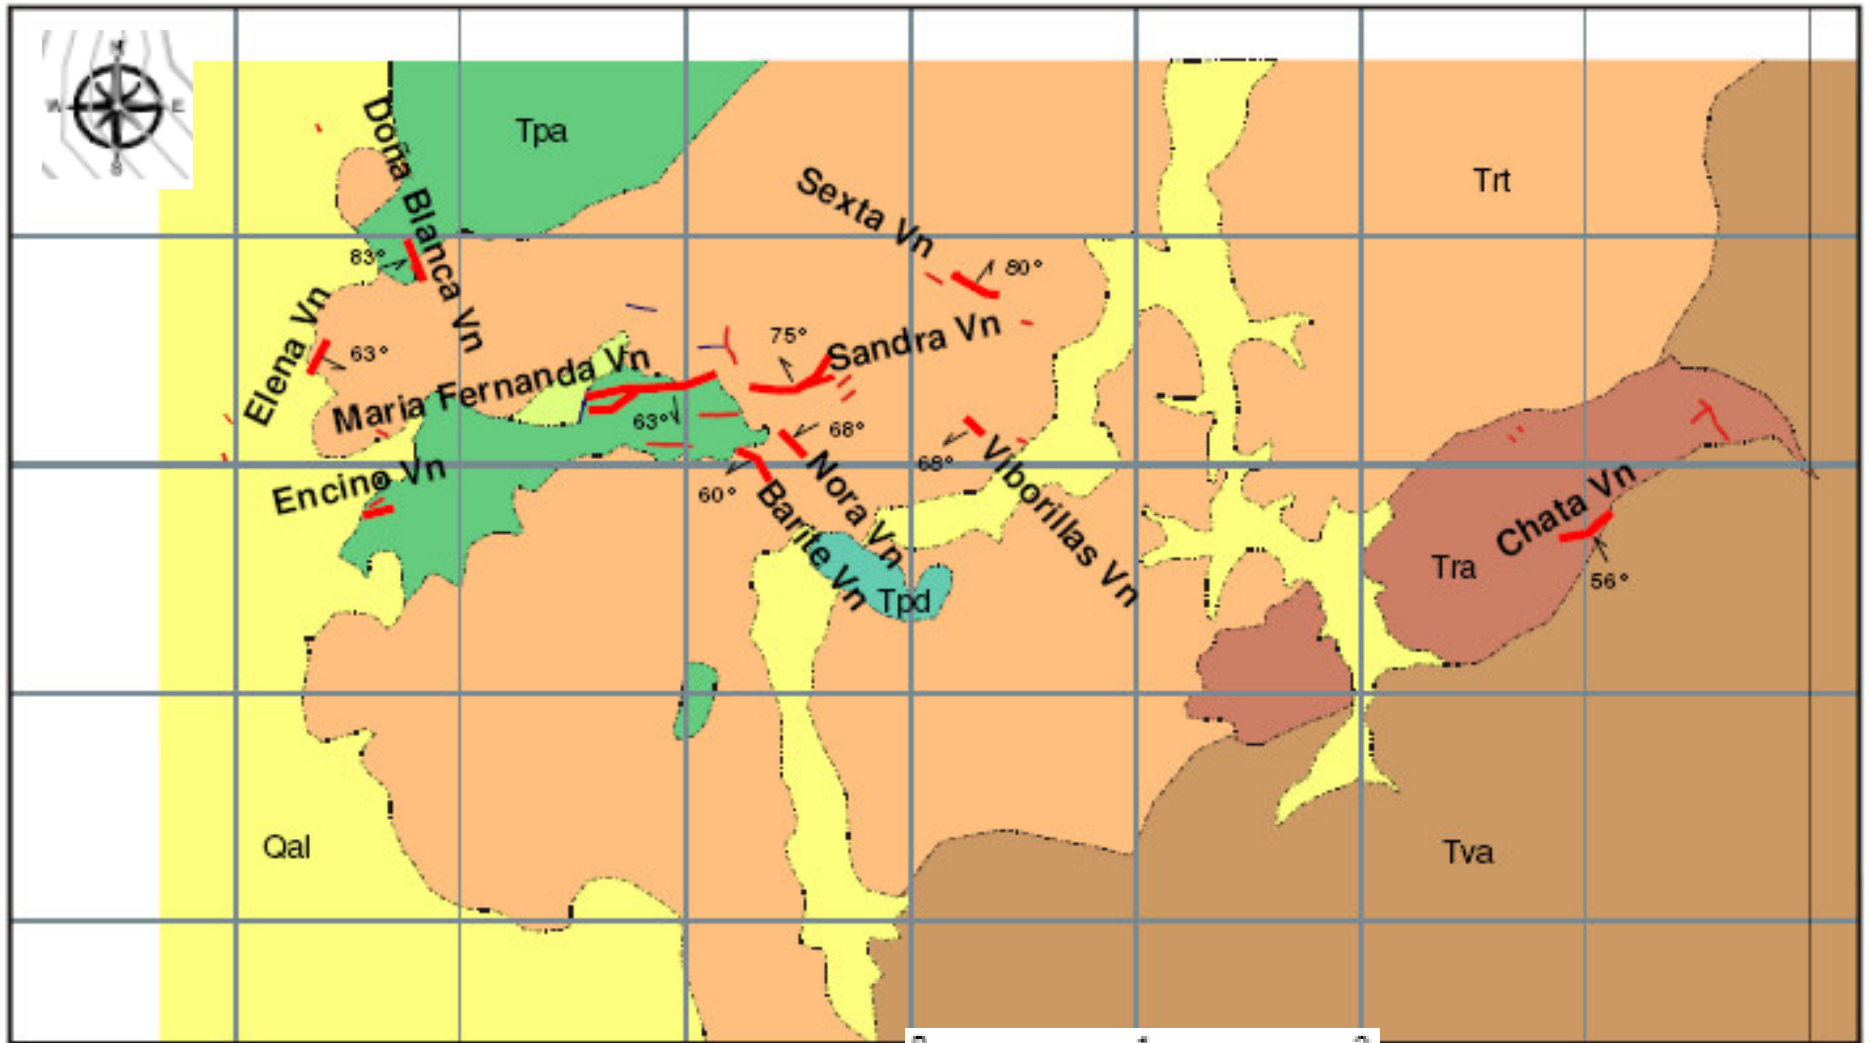 N
W E
S
Tpa
Trt
Doña Blanca Vn
Sexta Vn
83°
80°
Elena Vn
63°
75°
Sandra Vn
Maria Fernanda Vn
63°
68°
68°
Encino Vn
60°
Nora Vn
Barite Vn
Viborillas Vn
Chata Vn
Tra
56°
Tpd
Qal
Tva